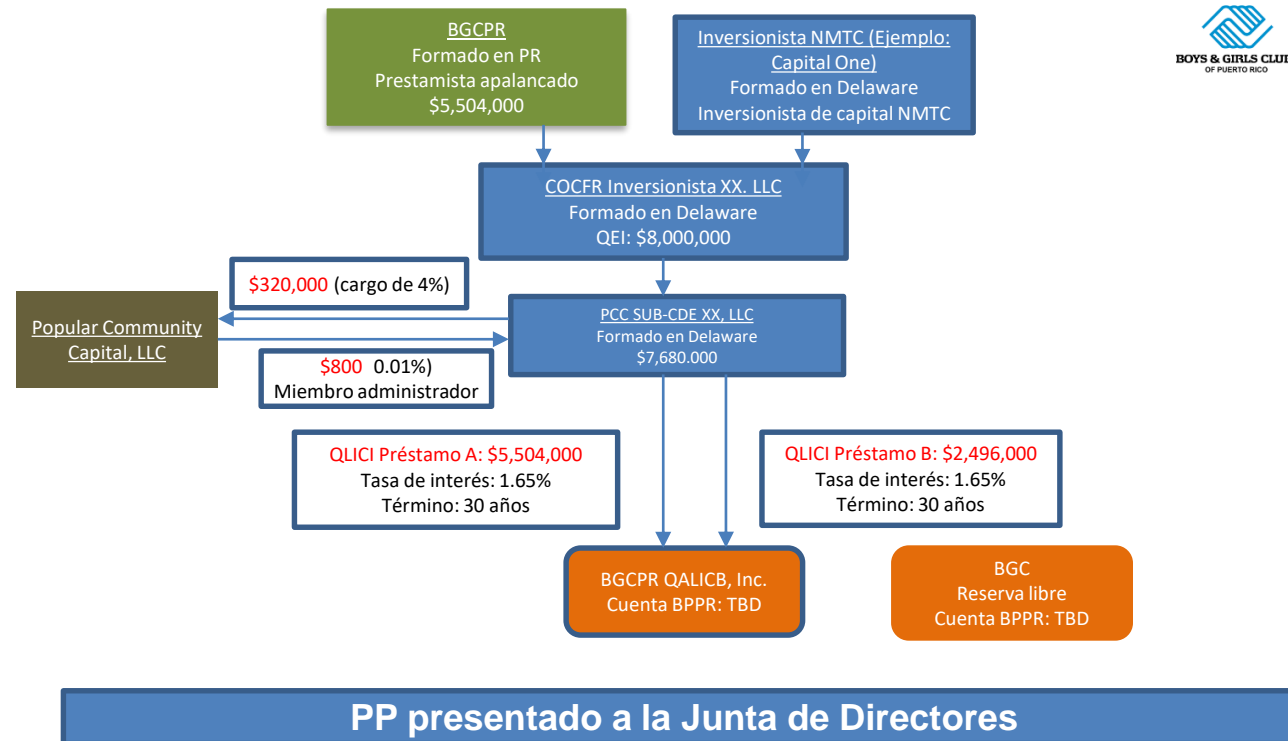 BGCPR
Formado en PR
Prestamista apalancado
$5,504,000
Inversionista NMTC (Ejemplo:
Capital One)
Formado en Delaware
Inversionista de capital NMTC
BOYS & GIRLS CLUB
OF PUERTO RICO
COCFR Inversionista XX. LLC
Formado en Delaware
QEI: $8,000,000
$320,000 (cargo de 4%)
PCC SUB-CDE XX, LLC
Formado en Delaware
$7,680.000
Popular Community
Capital, LLC
$800 0.01%)
Miembro administrador
QLICI Préstamo A: $5,504,000
Tasa de interés: 1.65%
Término: 30 años
QLICI Préstamo B: $2,496,000
Tasa de interés: 1.65%
Término: 30 años
BGCPR QALICB, Inc.
Cuenta BPPR: TBD
BGC
Reserva libre
Cuenta BPPR: TBD
PP presentado a la Junta de Directores